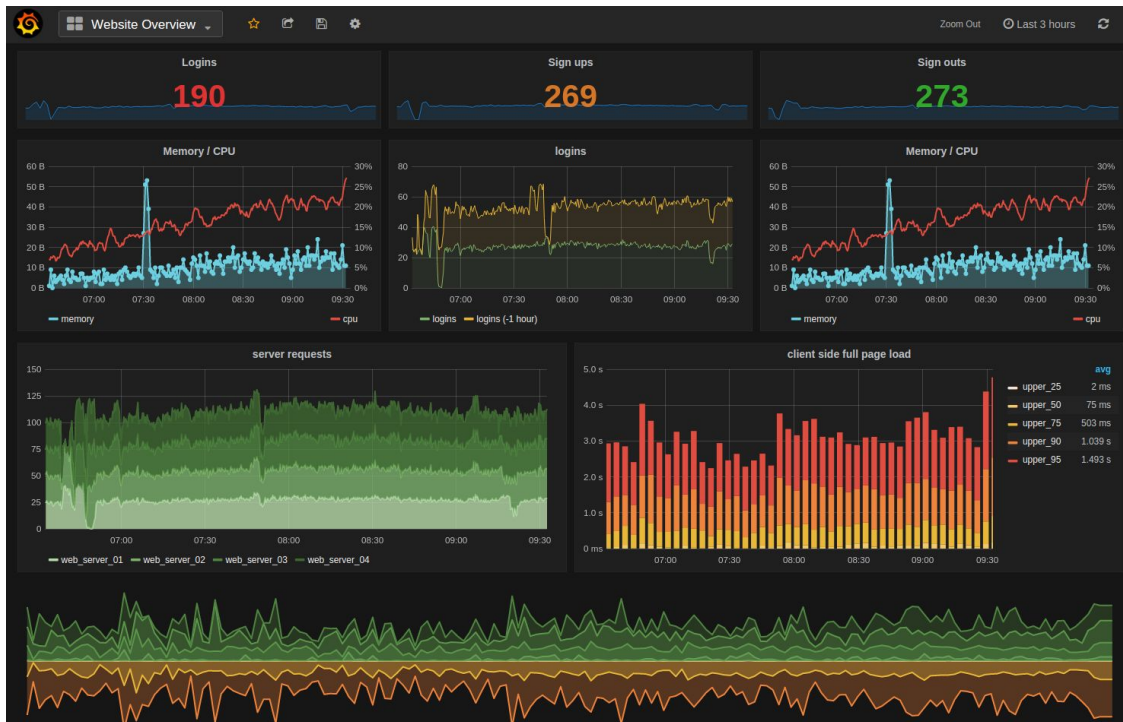 Website Overview
Zoom Out
Last 3 hours
Logins
190
Sign ups
269
Sign outs
273
Memory / CPU
60 B
50 B
40 B
30 B
20 B
10 B
0 B
30%
25%
20%
15%
10%
5%
0%
07:00 07:30 08:00 08:30 09:00 09:30
memory cpu
logins
80
60
40
20
0
07:00 07:30 08:00 08:30 09:00 09:30
logins logins (-1 hour)
Memory / CPU
60 B
50 B
40 B
30 B
20 B
10 B
0 B
30%
25%
20%
15%
10%
5%
0%
07:00 07:30 08:00 08:30 09:00 09:30
memory cpu
server requests
150
125
100
75
50
25
0
07:00 07:30 08:00 08:30 09:00 09:30
web_server_01 web_server_02 web_server_03 web_server_04
client side full page load
5.0 s
4.0 s
3.0 s
2.0 s
1.0 s
0 ms
07:00 07:30 08:00 08:30 09:00 09:30
avg
upper_25 2 ms
upper_50 75 ms
upper_75 503 ms
upper_90 1.039 s
upper_95 1.493 s